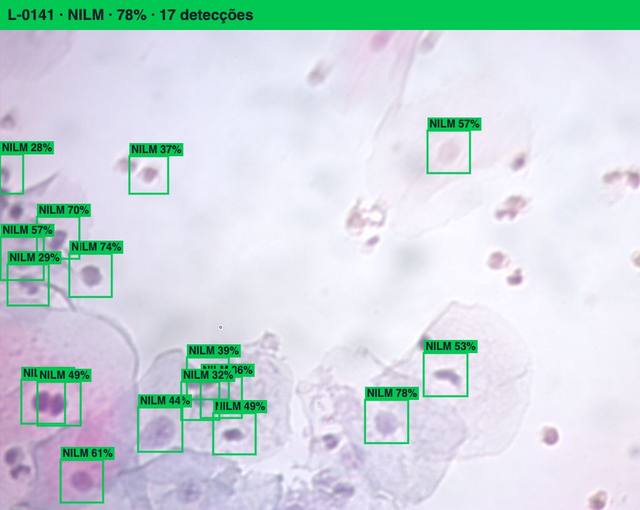 L-0141 · NILM · 78% · 17 detecções
NILM 57%
NILM 28%
NILM 37%
NILM 70%
NILM 57%
NILM 74%
NILM 29%
NILM 39%
NILM 53%
NILM 32%
NILM 49%
NILM 44%
NILM 49%
NILM 78%
NILM 61%